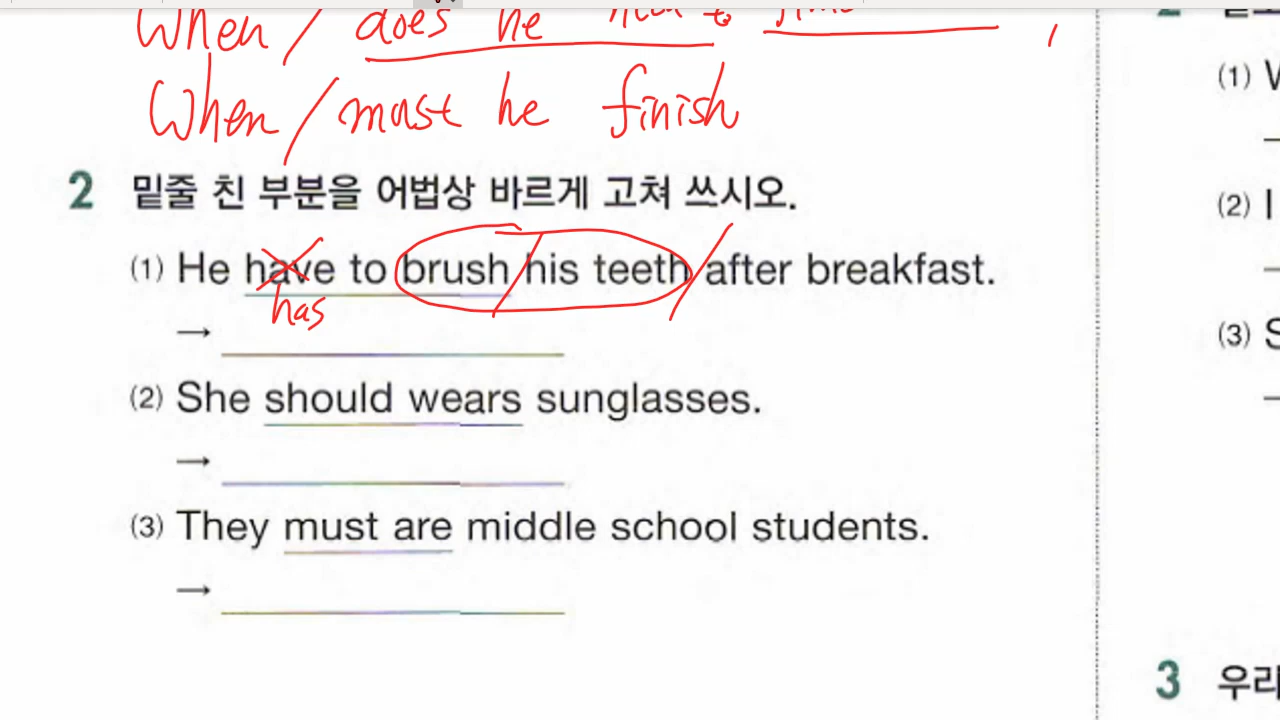 When / does he
When / must he finish
2 밑줄 친 부분을 어법상 바르게 고쳐 쓰시오.
(1) He have to brush / his teeth / after breakfast.
has
→
(2) She should wears sunglasses.
→
(3) They must are middle school students.
→
(1)
(2) I
(3)
3 우리